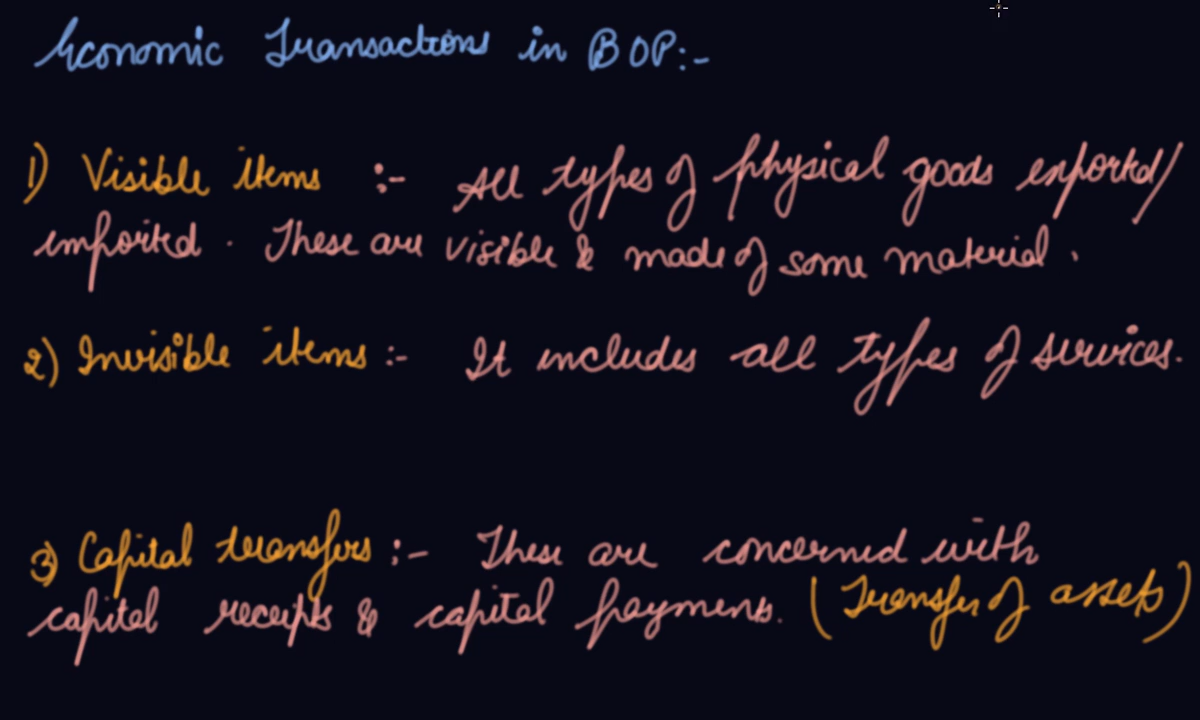 Economic Transactions in BOP:-
1) Visible items :- All types of physical goods exported/
imported. These are visible & made of some material.
2) Invisible items :- It includes all types of services.
3) Capital transfers :- These are concerned with
capital receipts & capital payments. (Transfer of assets)